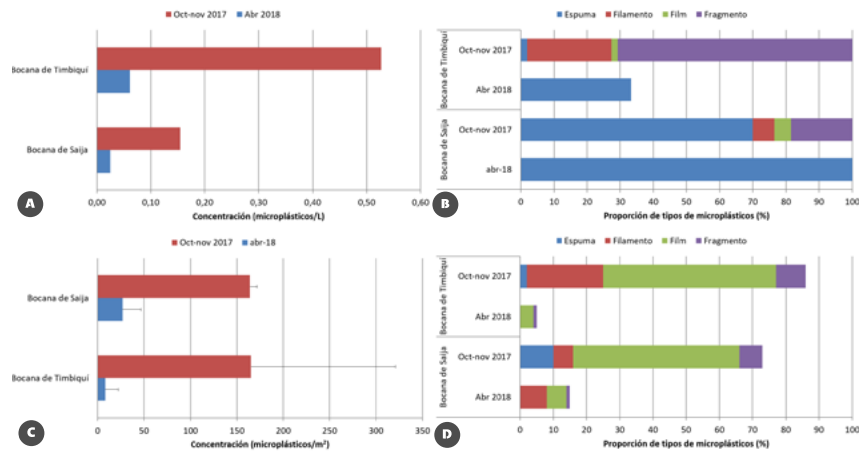 Oct-nov 2017 Abr 2018
Bocana de Timbiquí
Bocana de Saija
0,00 0,10 0,20 0,30 0,40 0,50 0,60
Concentración (microplásticos/L)
A
Espuma Filamento Film Fragmento
Bocana de Timbiquí
Oct-nov 2017
Abr 2018
Bocana de Saija
Oct-nov 2017
abr-18
0 10 20 30 40 50 60 70 80 90 100
Proporción de tipos de microplásticos (%)
B
Oct-nov 2017 abr-18
Bocana de Saija
Bocana de Timbiquí
0 50 100 150 200 250 300 350
Concentración (microplásticos/m²)
C
Espuma Filamento Film Fragmento
Bocana de Timbiquí
Oct-nov 2017
Abr 2018
Bocana de Saija
Oct-nov 2017
Abr 2018
0 10 20 30 40 50 60 70 80 90 100
Proporción de tipos de microplásticos (%)
D